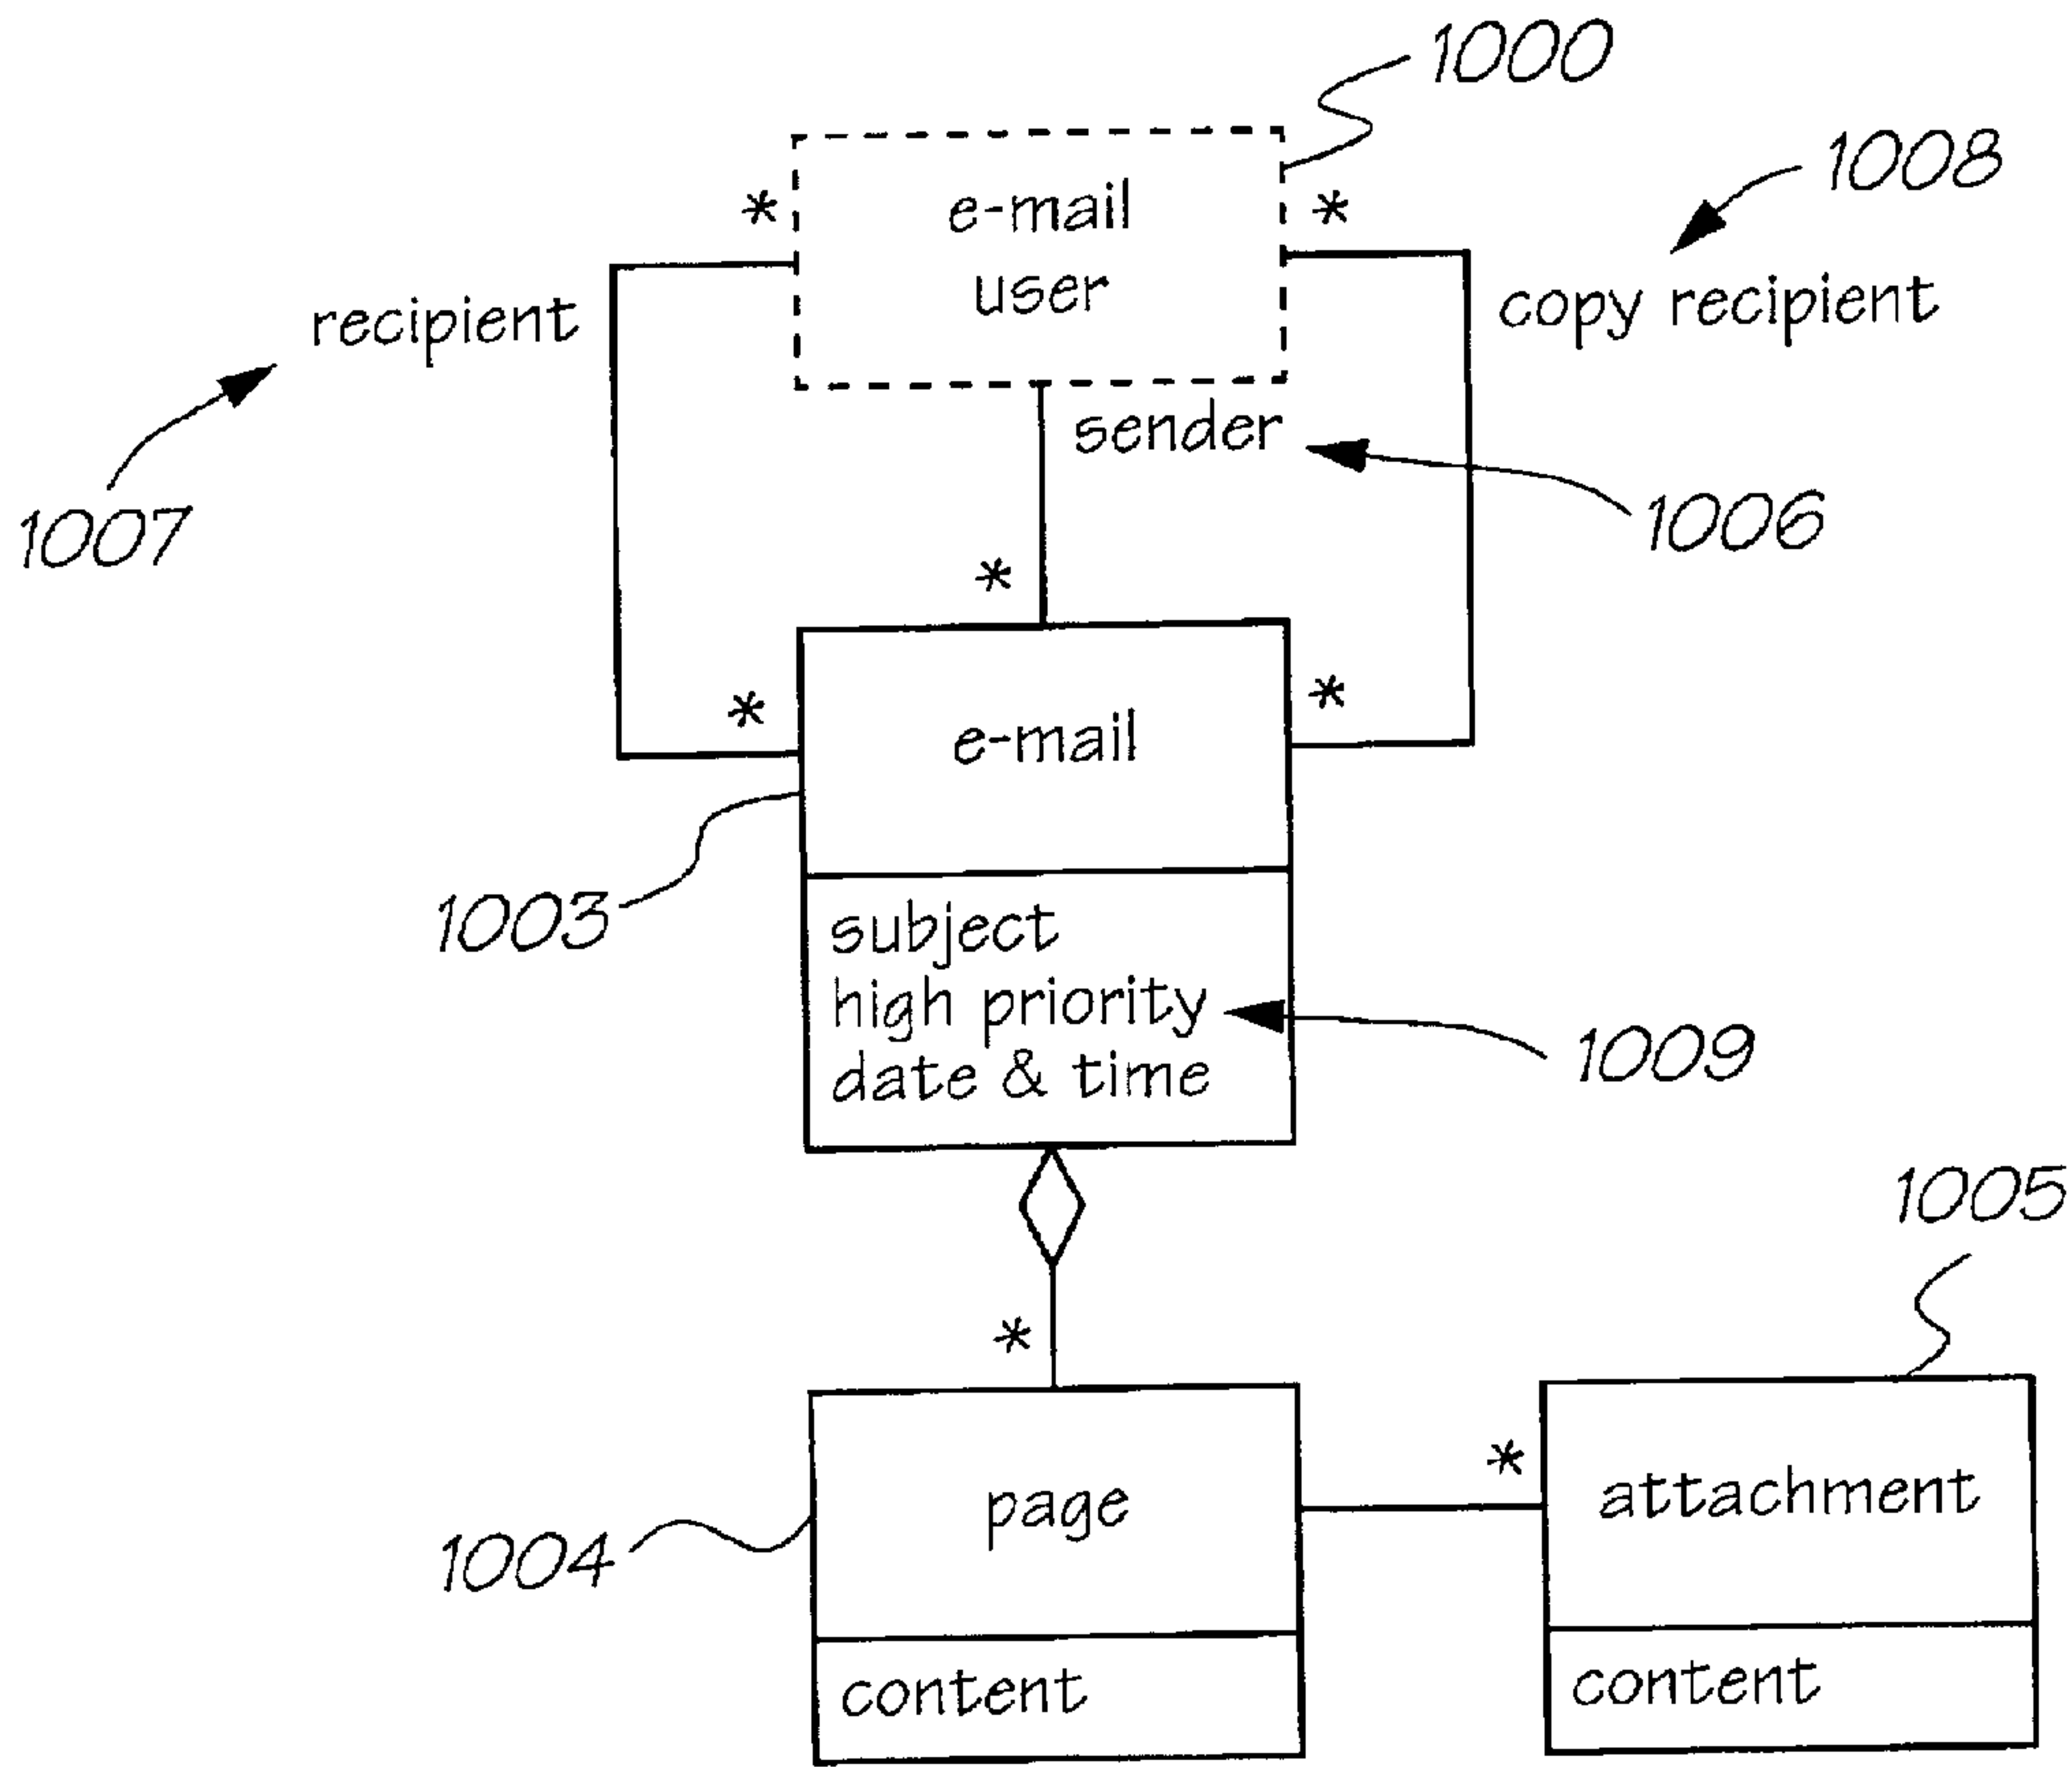 1000
1008
* e-mail *
user
recipient
copy recipient
sender
1007
1006
*
* e-mail *
1003
subject
high priority
date & time
1009
1005
*
page
* attachment
1004
content
content